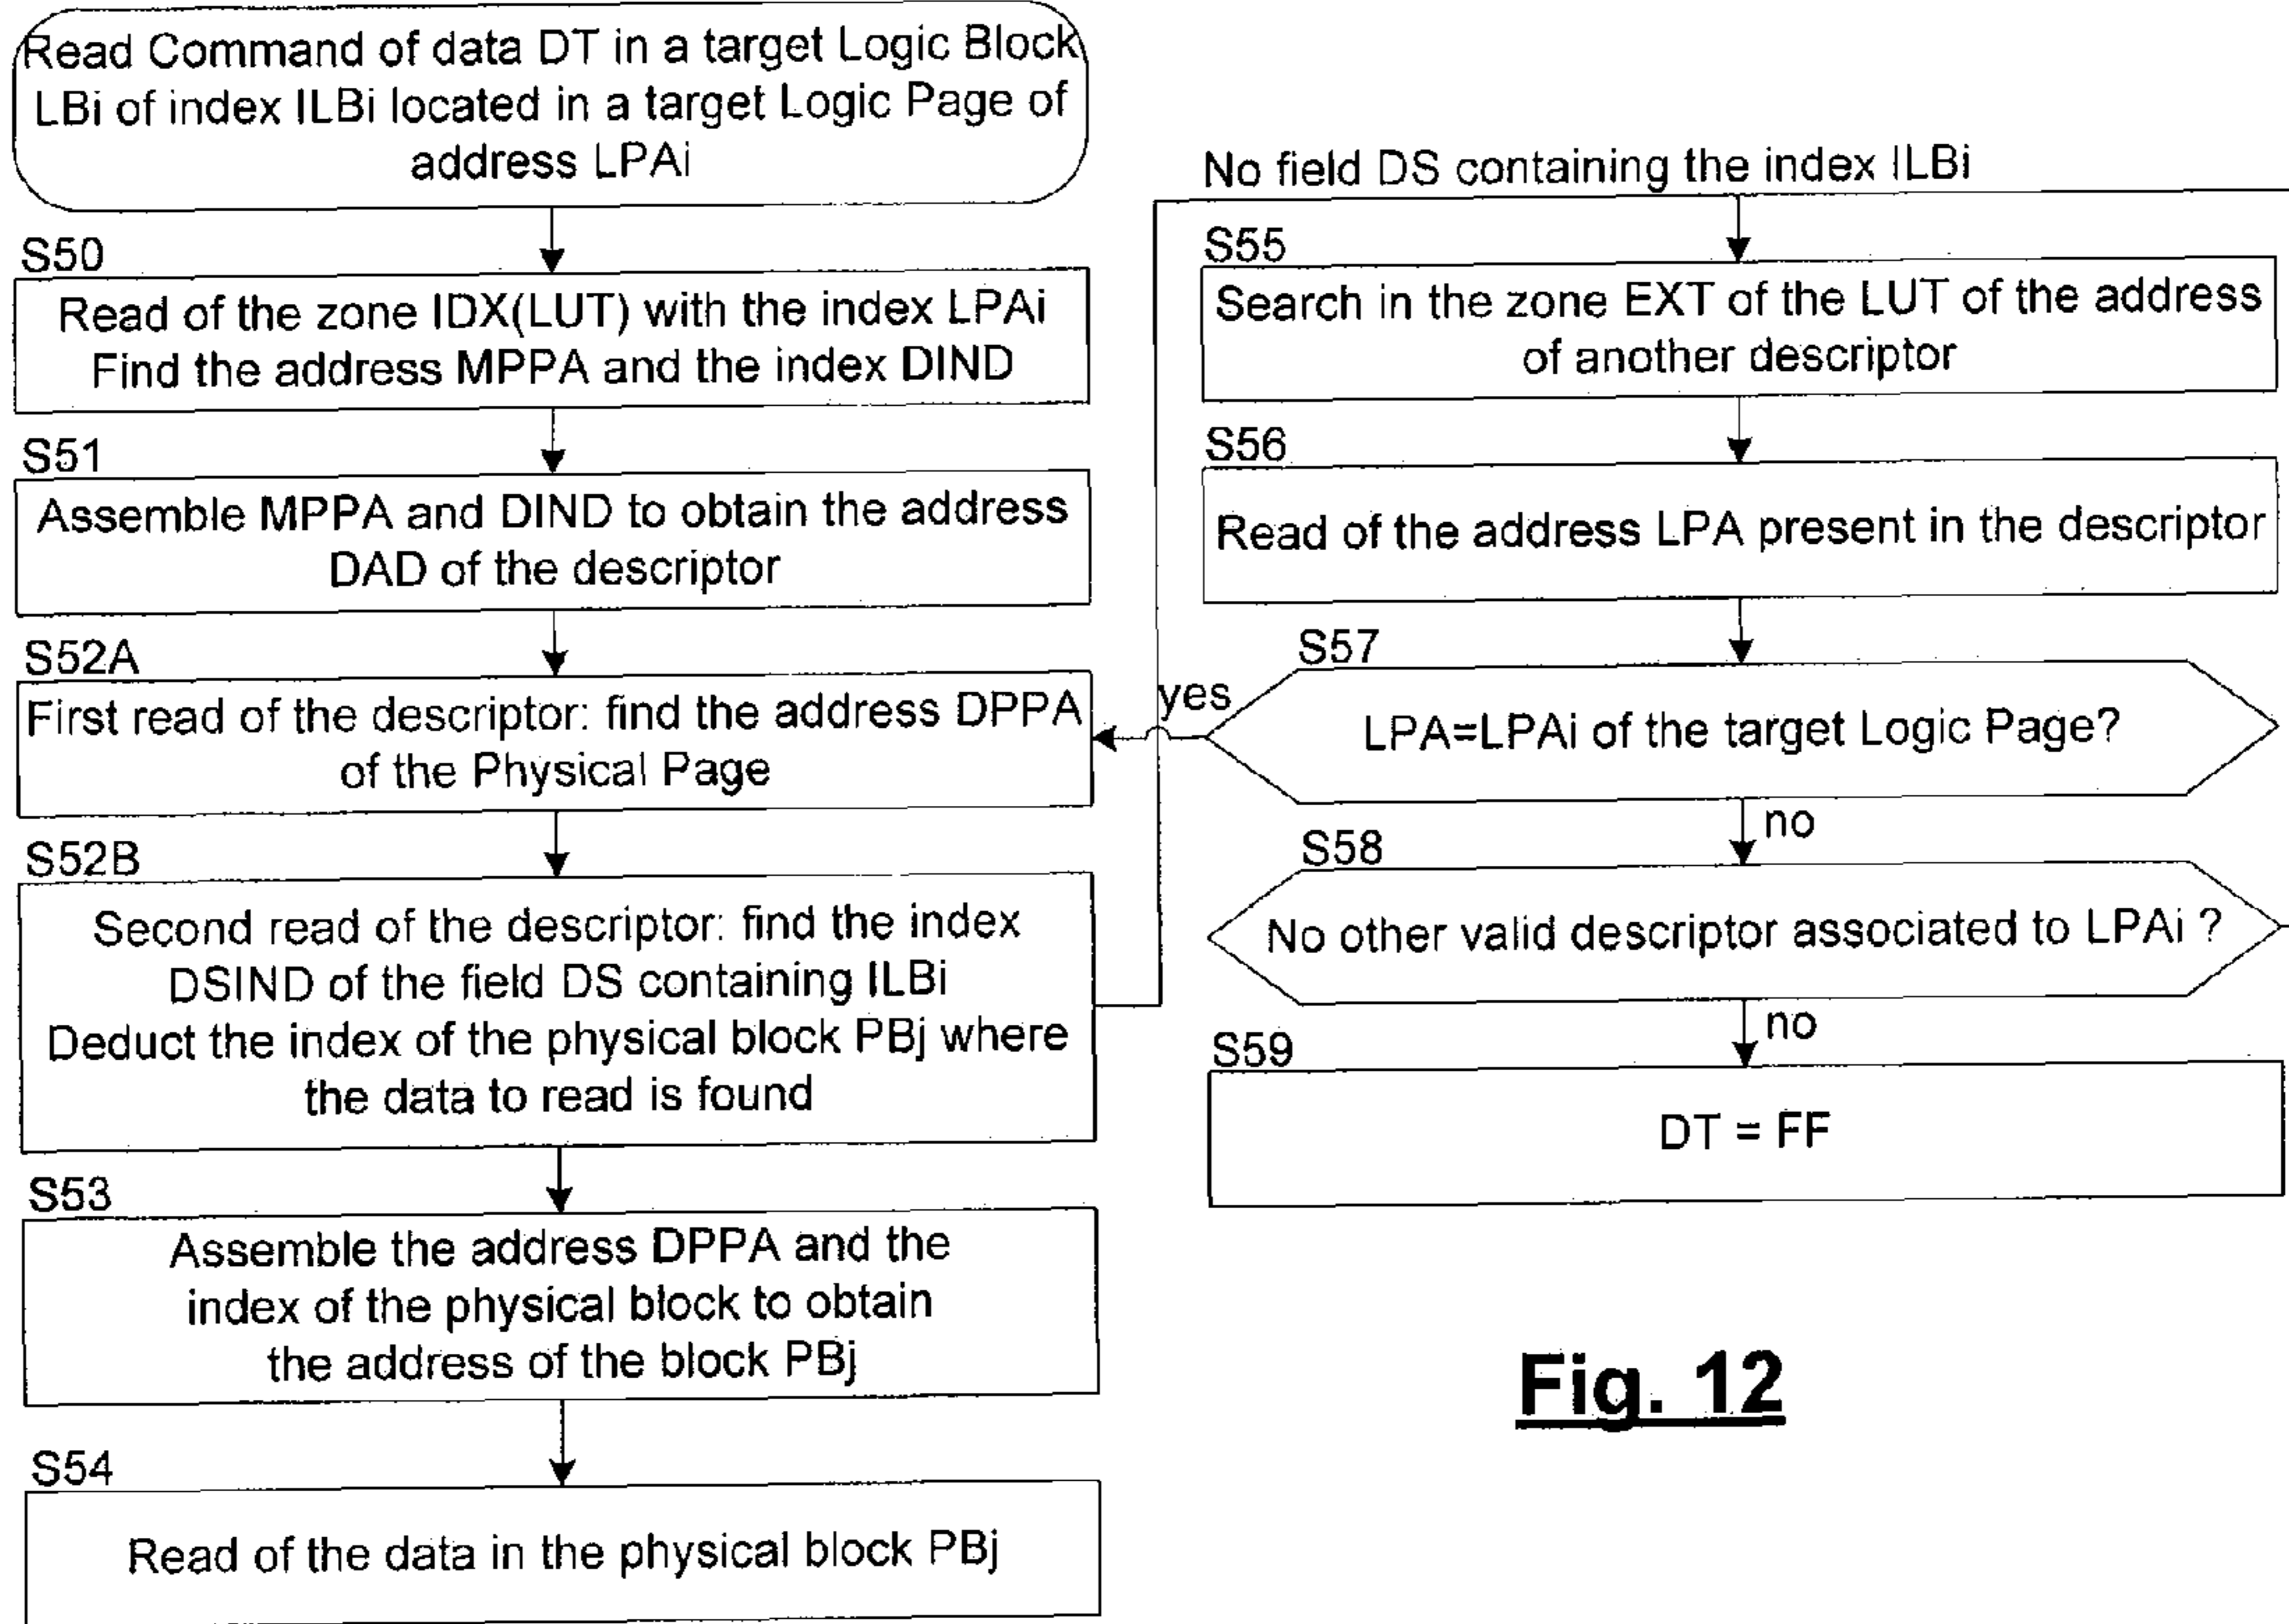 Read Command of data DT in a target Logic Block
LBi of index ILBi located in a target Logic Page of
address LPAi
S50
Read of the zone IDX(LUT) with the index LPAi
Find the address MPPA and the index DIND
S51
Assemble MPPA and DIND to obtain the address
DAD of the descriptor
S52A
First read of the descriptor: find the address DPPA
of the Physical Page
S52B
Second read of the descriptor: find the index
DSIND of the field DS containing ILBi
Deduct the index of the physical block PBj where
the data to read is found
S53
Assemble the address DPPA and the
index of the physical block to obtain
the address of the block PBj
S54
Read of the data in the physical block PBj
No field DS containing the index ILBi
S55
Search in the zone EXT of the LUT of the address
of another descriptor
S56
Read of the address LPA present in the descriptor
S57
yes
LPA=LPAi of the target Logic Page?
no
S58
No other valid descriptor associated to LPAi ?
no
S59
DT = FF
Fig. 12